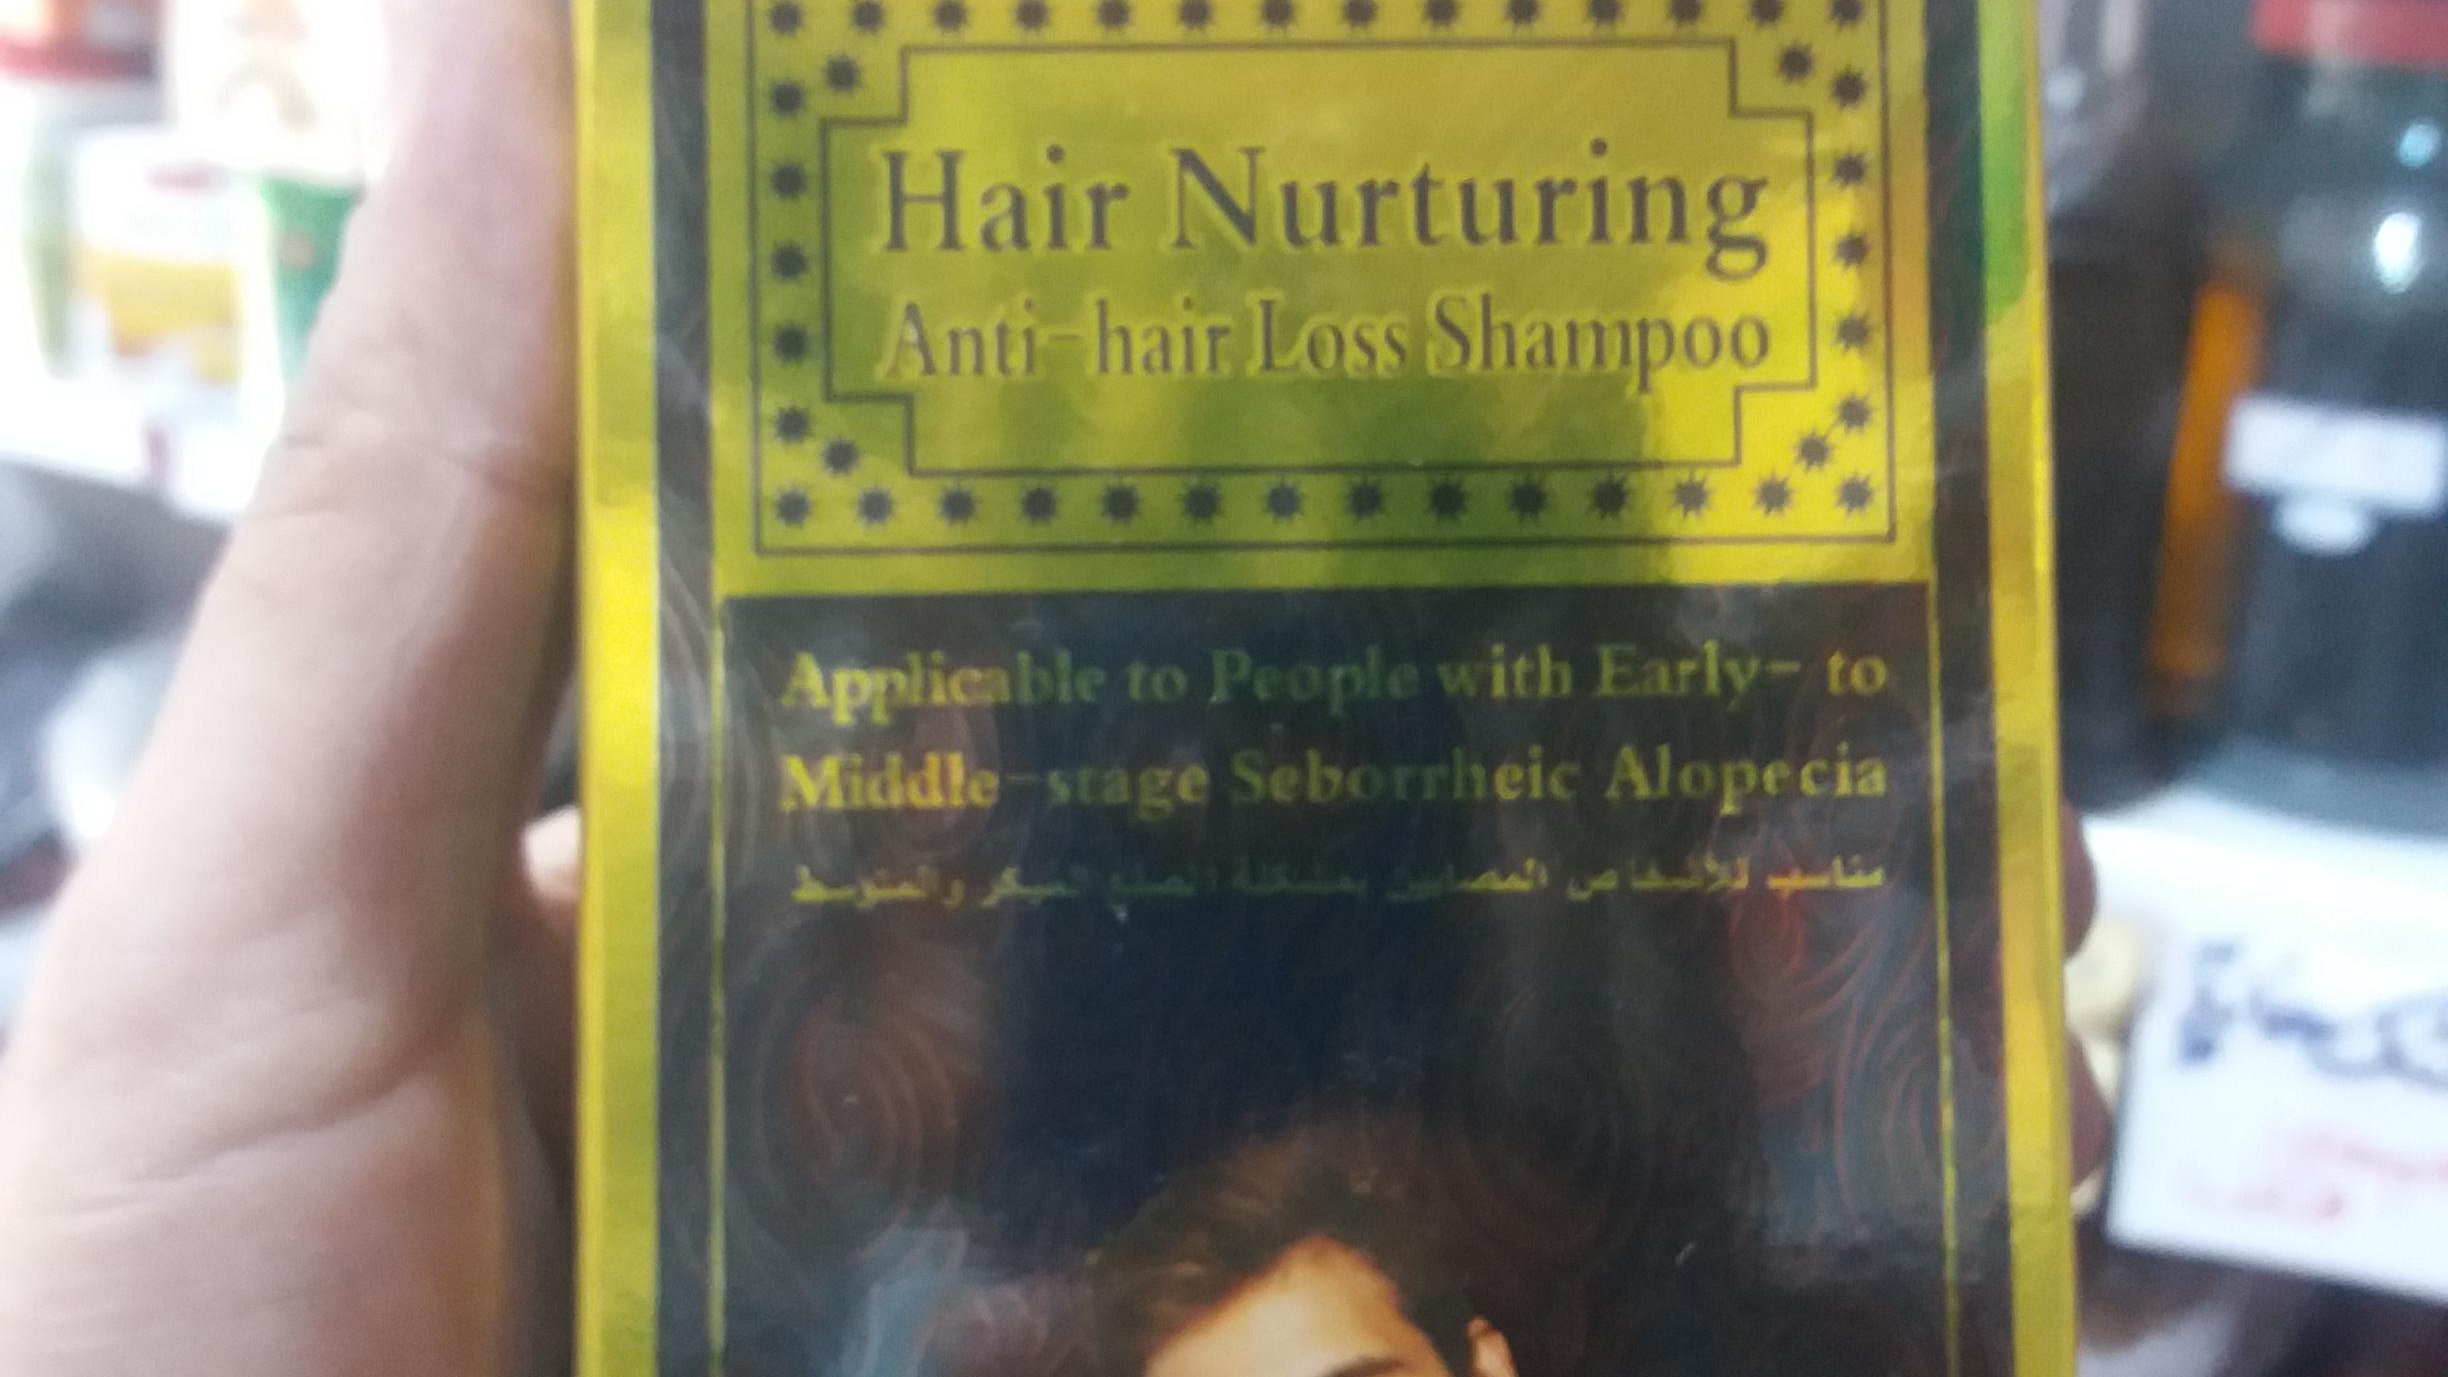 Hair Nurturing
Anti-hair Loss Shampoo
Applicable to People with Early- to
Middle-stage Seborrheic Alopecia
مناسب للأشخاص المصابين بمشكلة الصلع المبكر والمتوسط